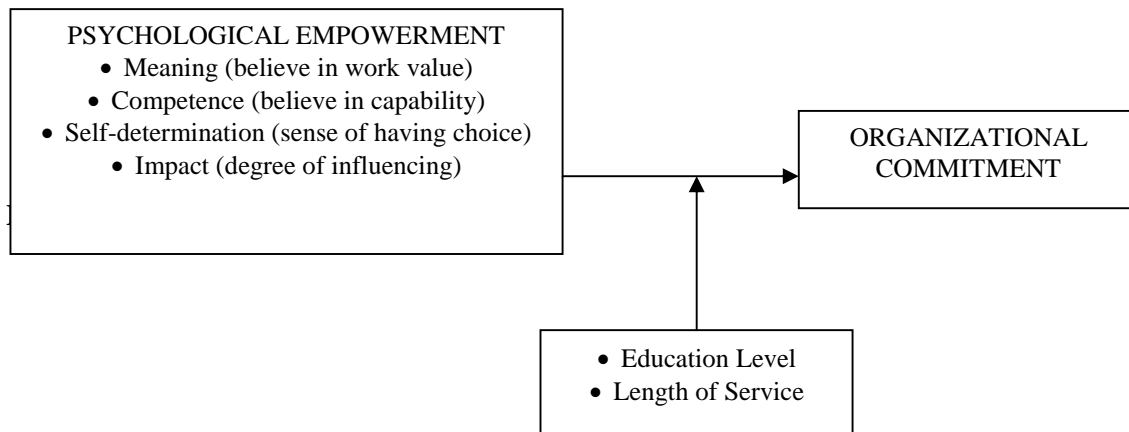 PSYCHOLOGICAL EMPOWERMENT
• Meaning (believe in work value)
• Competence (believe in capability)
• Self-determination (sense of having choice)
• Impact (degree of influencing)
ORGANIZATIONAL
COMMITMENT
• Education Level
• Length of Service